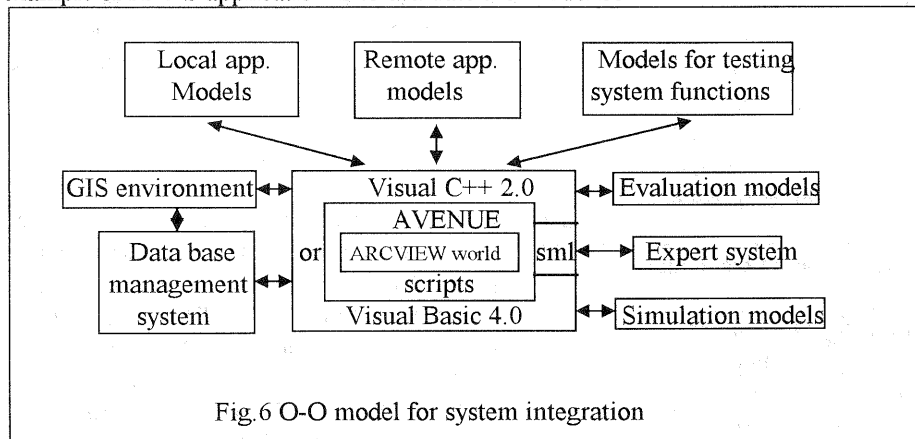 Local app.
Models
Remote app.
models
Models for testing
system functions
GIS environment
Visual C++ 2.0
Evaluation models
AVENUE
Data base
management
system
or
ARCVIEW world
sml
Expert system
scripts
Visual Basic 4.0
Simulation models
Fig.6 O-O model for system integration